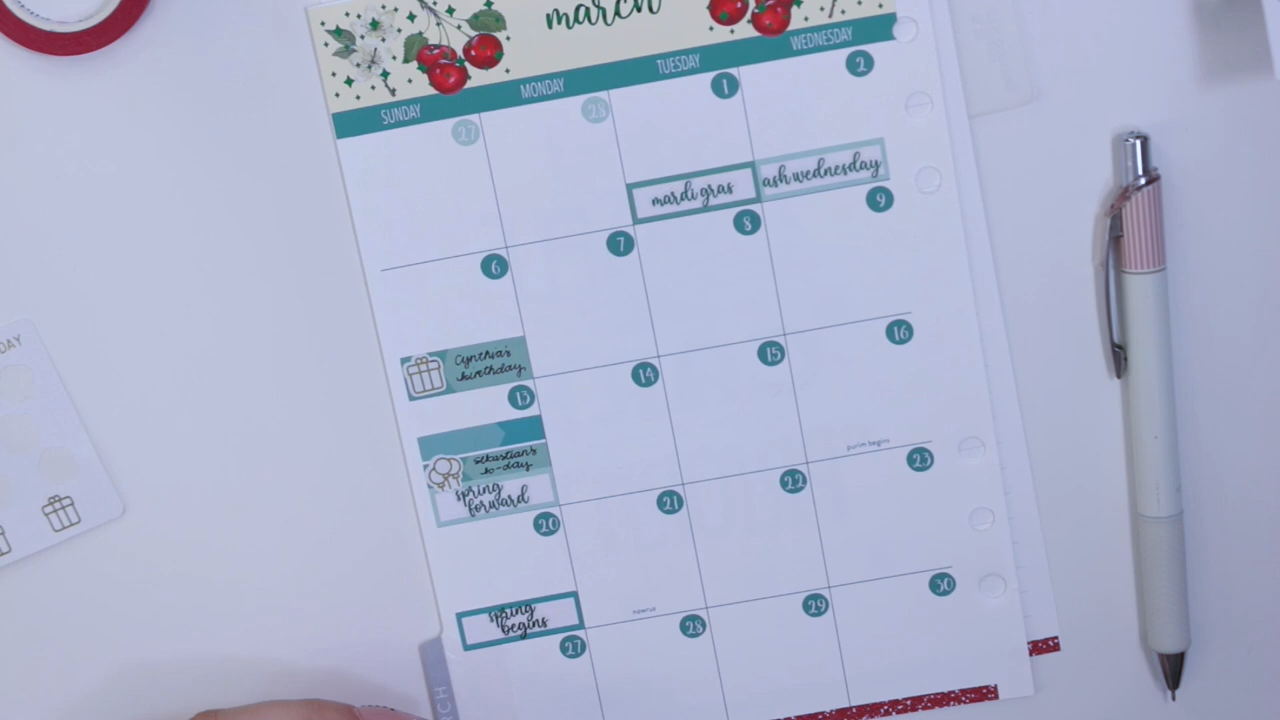 march
SUNDAY MONDAY TUESDAY WEDNESDAY
27 28 1 2
mardi gras ash wednesday
6 7 8 9
Cynthia's
birthday
13 14 15 16
sebastian's
b-day
spring
forward
purim begins
20 21 22 23
spring
begins
nowruz
27 28 29 30
RCH
DAY